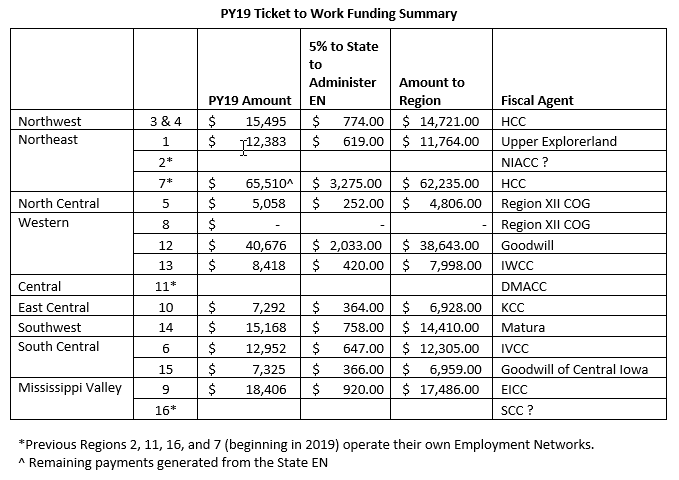 PY19 Ticket to Work Funding Summary
PY19 Amount 5% to State to Administer EN Amount to Region Fiscal Agent
Northwest 3 & 4 $ 15,495 $ 774.00 $ 14,721.00 HCC
Northeast 1 $ 12,383 $ 619.00 $ 11,764.00 Upper Explorerland
2* NIACC ?
7* $ 65,510^ $ 3,275.00 $ 62,235.00 HCC
North Central 5 $ 5,058 $ 252.00 $ 4,806.00 Region XII COG
Western 8 $ - - - Region XII COG
12 $ 40,676 $ 2,033.00 $ 38,643.00 Goodwill
13 $ 8,418 $ 420.00 $ 7,998.00 IWCC
Central 11* DMACC
East Central 10 $ 7,292 $ 364.00 $ 6,928.00 KCC
Southwest 14 $ 15,168 $ 758.00 $ 14,410.00 Matura
South Central 6 $ 12,952 $ 647.00 $ 12,305.00 IVCC
15 $ 7,325 $ 366.00 $ 6,959.00 Goodwill of Central Iowa
Mississippi Valley 9 $ 18,406 $ 920.00 $ 17,486.00 EICC
16* SCC ?
*Previous Regions 2, 11, 16, and 7 (beginning in 2019) operate their own Employment Networks.
^ Remaining payments generated from the State EN